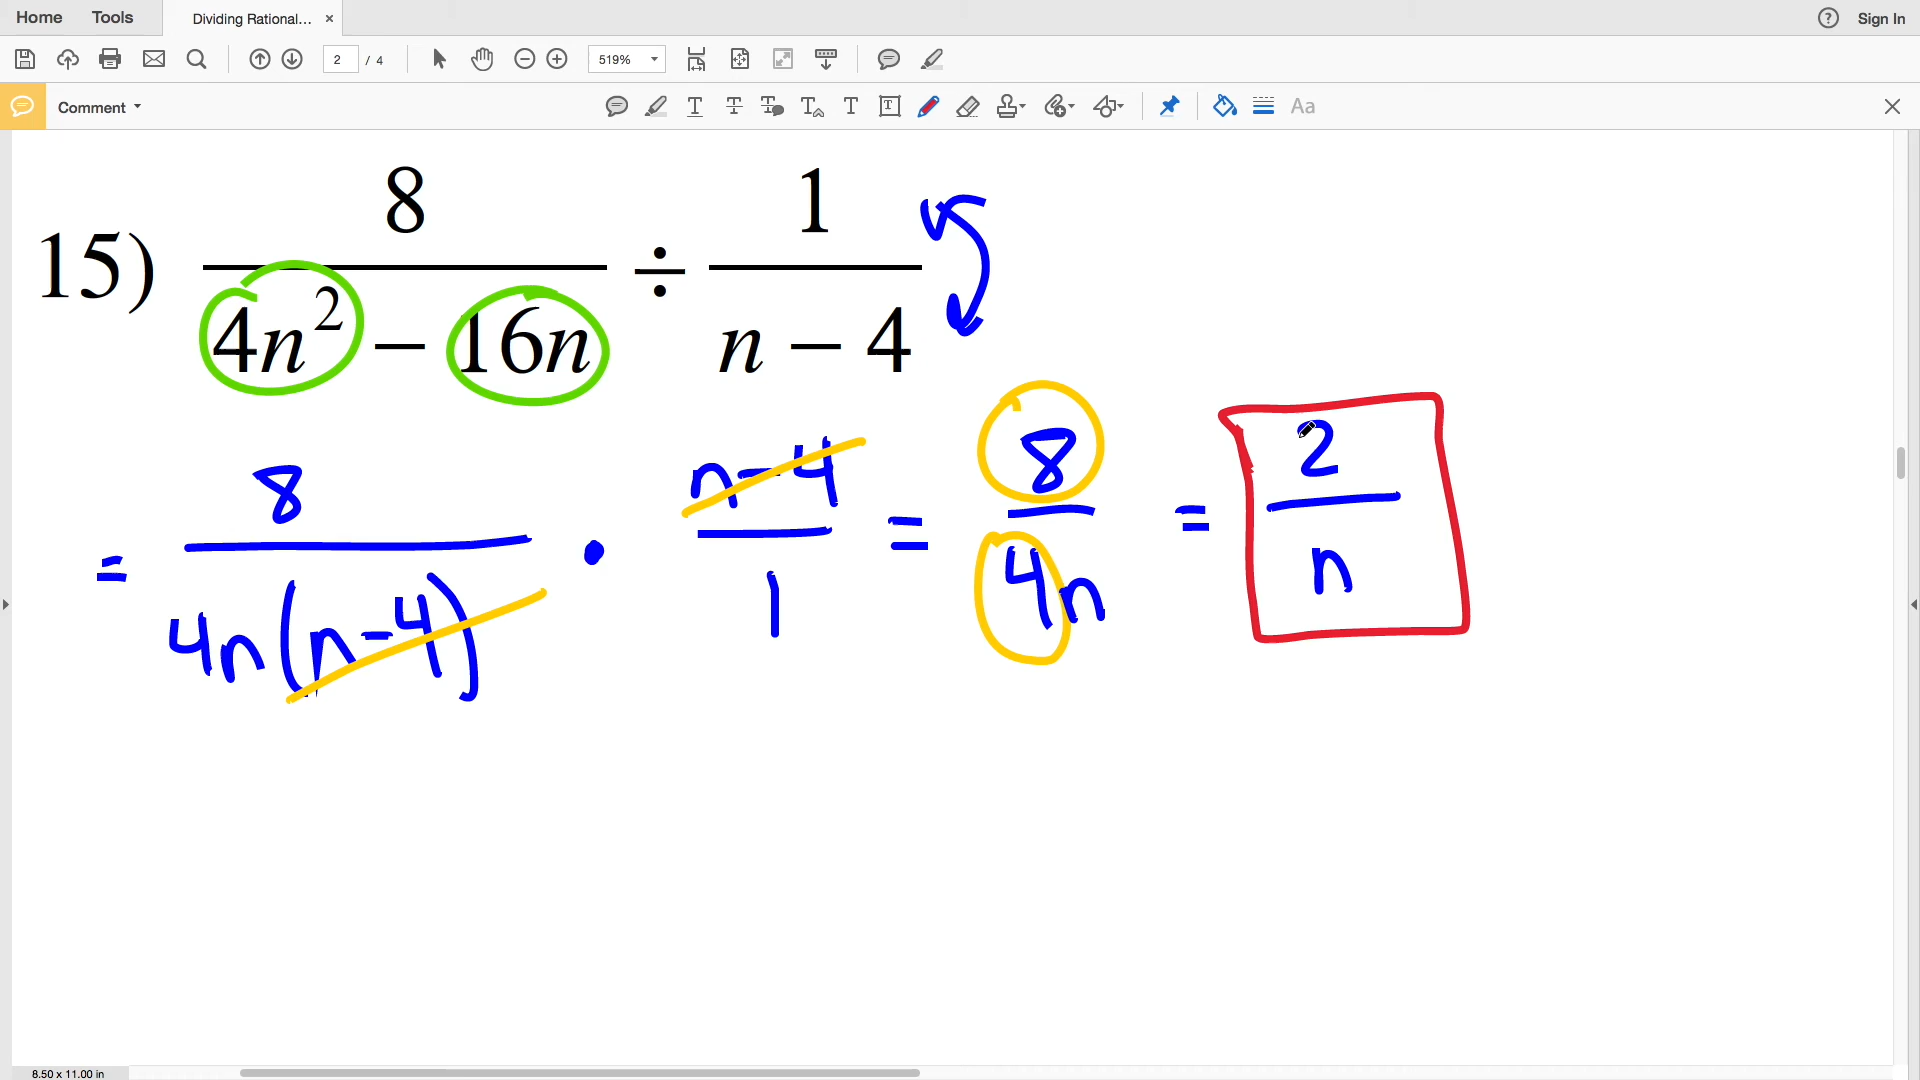 Home Tools Dividing Rational... × ? Sign In
2 / 4 519%
Comment T T T T T T Aa
15) 8 / (4n² − 16n) ÷ 1 / (n − 4)
= 8 / (4n(n-4)) · (n-4) / 1 = 8 / 4n = 2 / n
8.50 x 11.00 in